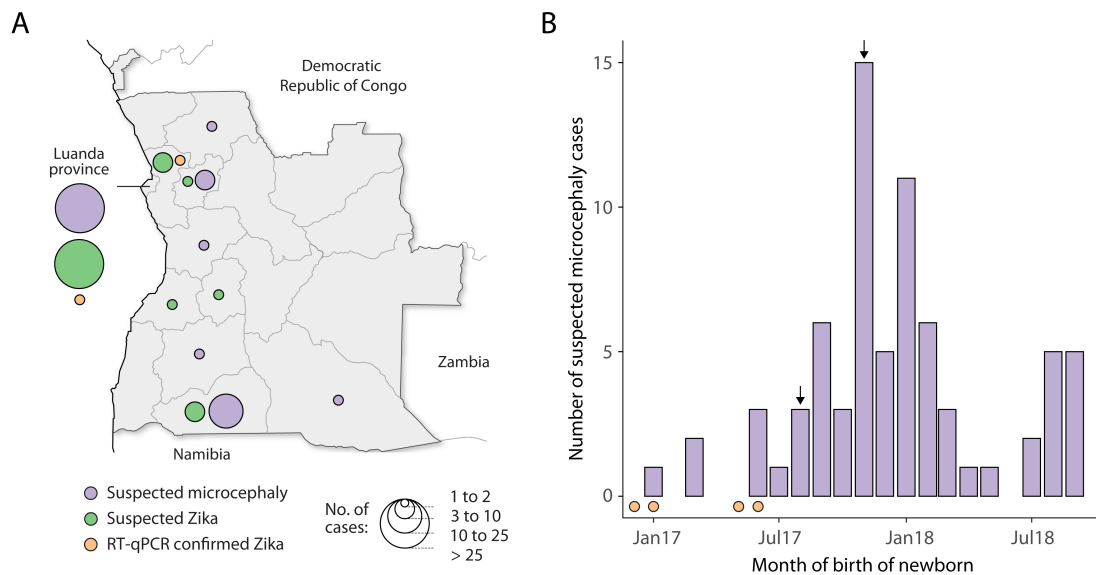 A
Democratic
Republic of Congo
Luanda
province
Zambia
Namibia
Suspected microcephaly
Suspected Zika
RT-qPCR confirmed Zika
No. of
cases:
1 to 2
3 to 10
10 to 25
> 25
B
Number of suspected microcephaly cases
15
10
5
0
Jan17
Jul17
Jan18
Jul18
Month of birth of newborn